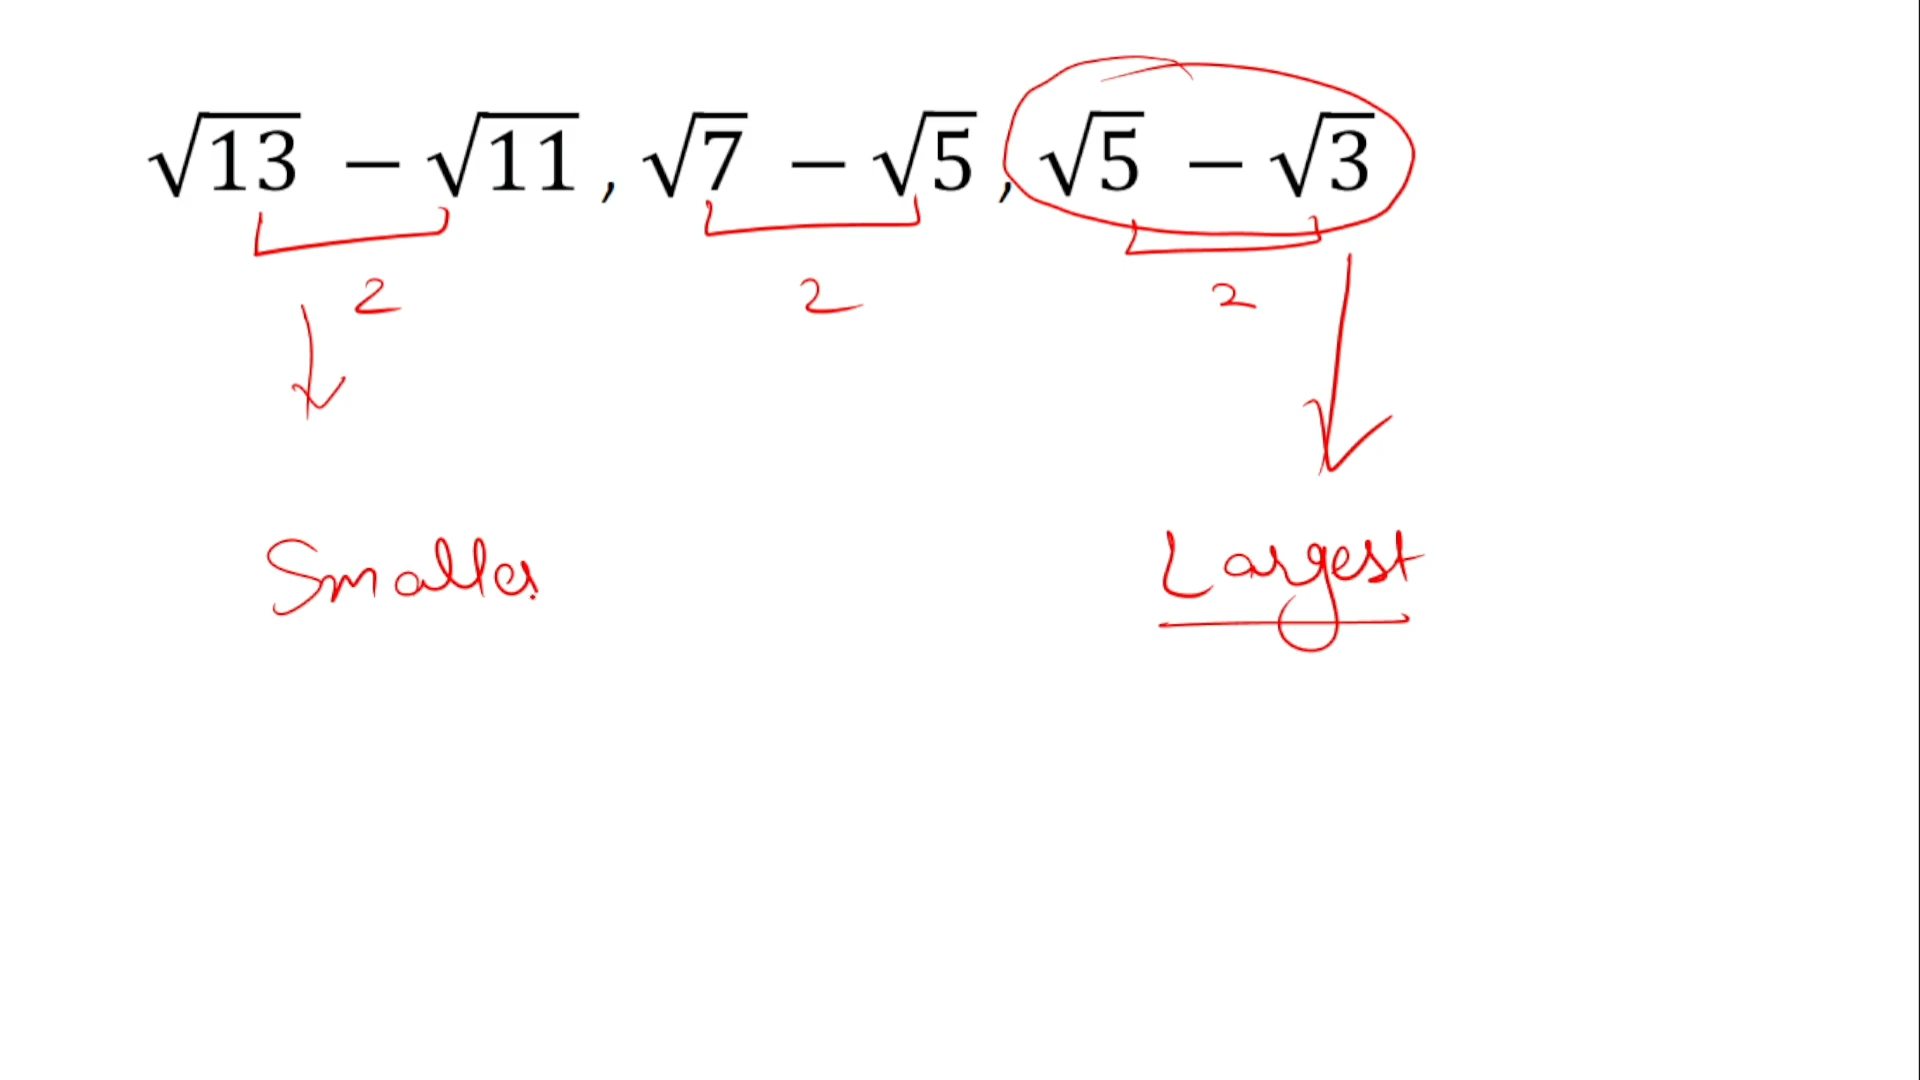 √13 − √11 , √7 − √5 , √5 − √3
2 2 2
Smalles Largest